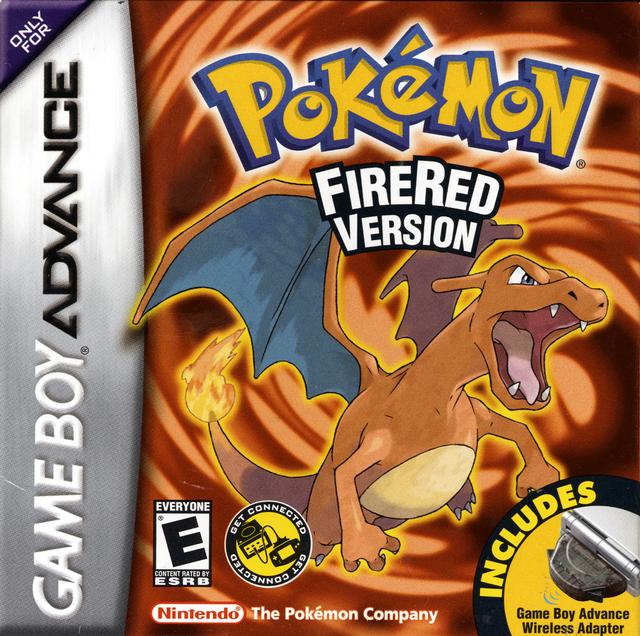 ONLY
FOR
GAME BOY ADVANCE
®
POKéMON
®
FIRERED
VERSION
EVERYONE
E
CONTENT RATED BY
ESRB
GET CONNECTED
GET CONNECTED
INCLUDES
Game Boy Advance
Wireless Adapter
Nintendo® The Pokémon Company